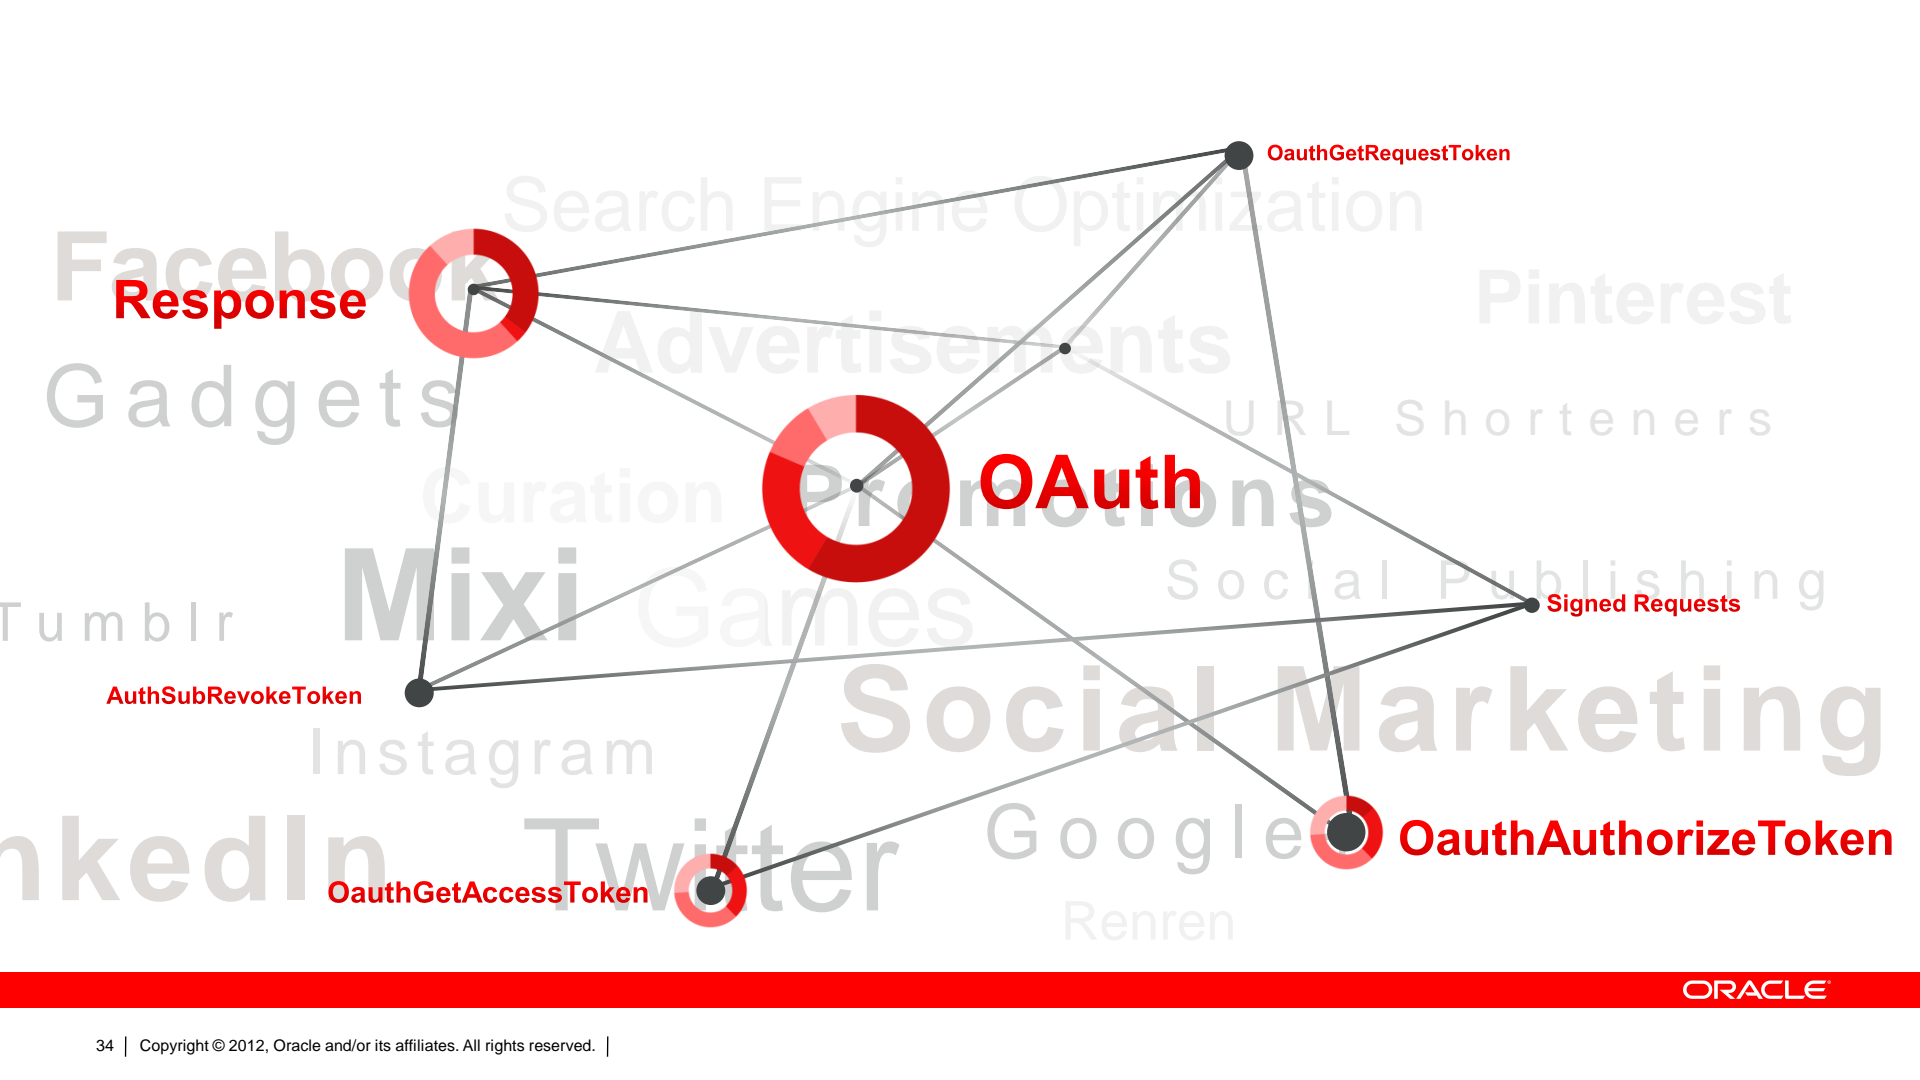 OauthGetRequestToken
Search Engine Optimization
Facebook
Response
Pinterest
Advertisements
Gadgets
URL Shorteners
OAuth
Curation
Promotions
Mixi
Games
Social Publishing
Signed Requests
Tumblr
AuthSubRevokeToken
Social Marketing
Instagram
nkedIn
Twitter
Google
OauthAuthorizeToken
OauthGetAccessToken
Renren
ORACLE
34 | Copyright © 2012, Oracle and/or its affiliates. All rights reserved. |